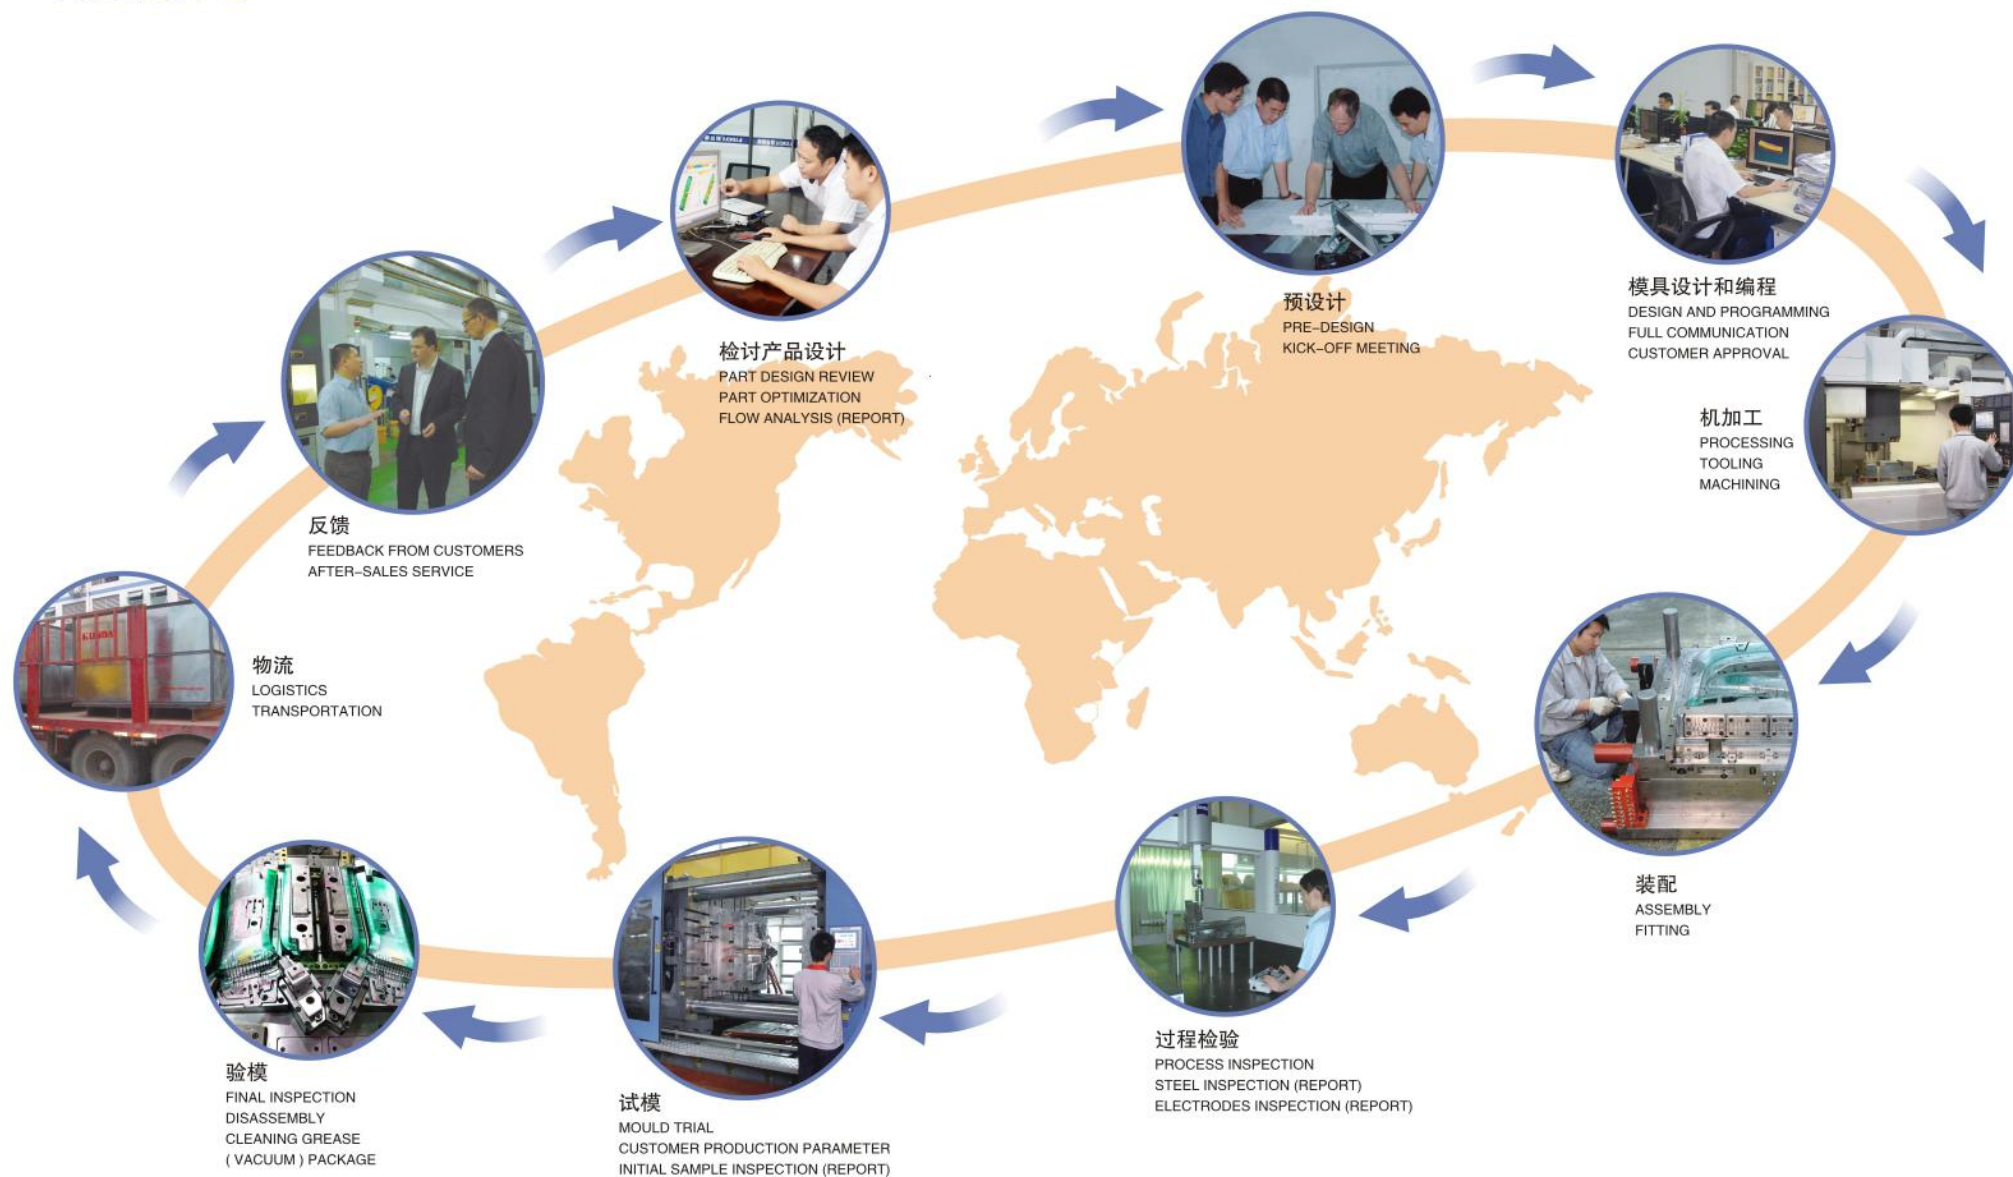 检讨产品设计
PART DESIGN REVIEW
PART OPTIMIZATION
FLOW ANALYSIS (REPORT)
预设计
PRE-DESIGN
KICK-OFF MEETING
模具设计和编程
DESIGN AND PROGRAMMING
FULL COMMUNICATION
CUSTOMER APPROVAL
机加工
PROCESSING
TOOLING
MACHINING
装配
ASSEMBLY
FITTING
过程检验
PROCESS INSPECTION
STEEL INSPECTION (REPORT)
ELECTRODES INSPECTION (REPORT)
试模
MOULD TRIAL
CUSTOMER PRODUCTION PARAMETER
INITIAL SAMPLE INSPECTION (REPORT)
验模
FINAL INSPECTION
DISASSEMBLY
CLEANING GREASE
( VACUUM ) PACKAGE
物流
LOGISTICS
TRANSPORTATION
KUNDA
反馈
FEEDBACK FROM CUSTOMERS
AFTER-SALES SERVICE